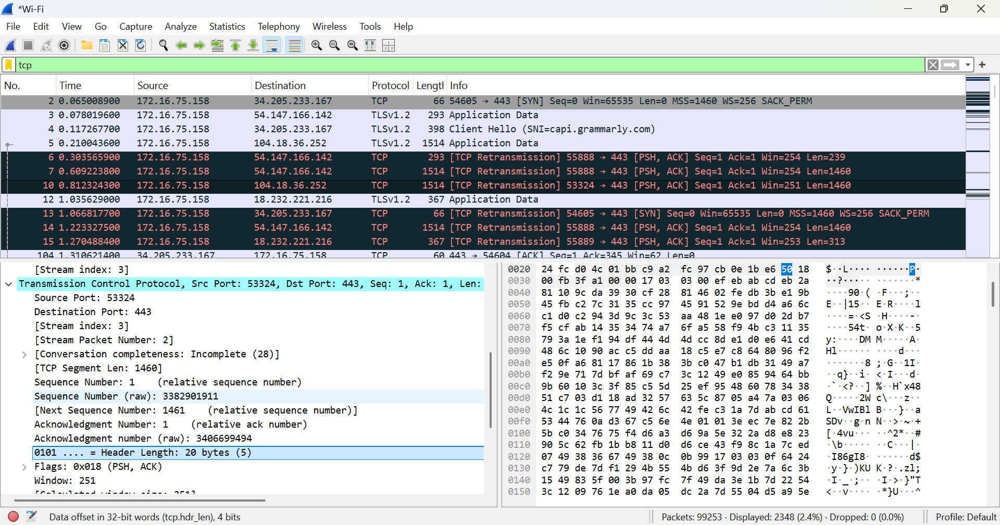 *Wi-Fi
File Edit View Go Capture Analyze Statistics Telephony Wireless Tools Help
tcp
No. Time Source Destination Protocol Length Info
2 0.065008900 172.16.75.158 34.205.233.167 TCP 66 54605 → 443 [SYN] Seq=0 Win=65535 Len=0 MSS=1460 WS=256 SACK_PERM
3 0.078019600 172.16.75.158 54.147.166.142 TLSv1.2 293 Application Data
4 0.117267700 172.16.75.158 34.205.233.167 TLSv1.2 398 Client Hello (SNI=capi.grammarly.com)
5 0.210043600 172.16.75.158 104.18.36.252 TLSv1.2 1514 Application Data
6 0.303565900 172.16.75.158 54.147.166.142 TCP 293 [TCP Retransmission] 55888 → 443 [PSH, ACK] Seq=1 Ack=1 Win=254 Len=239
7 0.609223800 172.16.75.158 54.147.166.142 TCP 1514 [TCP Retransmission] 55888 → 443 [PSH, ACK] Seq=1 Ack=1 Win=254 Len=1460
10 0.812324300 172.16.75.158 104.18.36.252 TCP 1514 [TCP Retransmission] 53324 → 443 [PSH, ACK] Seq=1 Ack=1 Win=251 Len=1460
12 1.035629000 172.16.75.158 18.232.221.216 TLSv1.2 367 Application Data
13 1.066817700 172.16.75.158 34.205.233.167 TCP 66 [TCP Retransmission] 54605 → 443 [SYN] Seq=0 Win=65535 Len=0 MSS=1460 WS=256 SACK_PERM
14 1.223327500 172.16.75.158 54.147.166.142 TCP 1514 [TCP Retransmission] 55888 → 443 [PSH, ACK] Seq=1 Ack=1 Win=254 Len=1460
15 1.270488400 172.16.75.158 18.232.221.216 TCP 367 [TCP Retransmission] 55889 → 443 [PSH, ACK] Seq=1 Ack=1 Win=253 Len=313
104 1.310621400 34.205.233.167 172.16.75.158 TCP 60 443 → 54604 [ACK] Seq=1 Ack=345 Win=62 Len=0
[Stream index: 3]
Transmission Control Protocol, Src Port: 53324, Dst Port: 443, Seq: 1, Ack: 1, Len:
Source Port: 53324
Destination Port: 443
[Stream index: 3]
[Stream Packet Number: 2]
[Conversation completeness: Incomplete (28)]
[TCP Segment Len: 1460]
Sequence Number: 1 (relative sequence number)
Sequence Number (raw): 3382901911
[Next Sequence Number: 1461 (relative sequence number)]
Acknowledgment Number: 1 (relative ack number)
Acknowledgment number (raw): 3406699494
0101 .... = Header Length: 20 bytes (5)
Flags: 0x018 (PSH, ACK)
Window: 251
[Calculated window size: 251]
0020 24 fc d0 4c 01 bb c9 a2 fc 97 cb 0e 1b e6 50 18 $··L···· ······P·
0030 00 fb 3f a1 00 00 17 03 03 00 ef eb ab cd eb 2a ··?····· ·······*
0040 81 10 9c da 39 30 cf 28 81 46 02 fe db 3b e1 9b ····90·( ·F···;··
0050 45 fb c2 7c 31 35 cc 97 45 91 52 9e bd d4 a6 6c E··|15·· E·R····l
0060 c1 d0 c2 94 3d 9c 3c 53 aa 48 1e e0 97 d0 2d b7 ····=·<S ·H····-·
0070 f5 cf ab 14 35 34 74 a7 6f a5 58 f9 4b c3 11 35 ····54t· o·X·K··5
0080 79 3a 1e f1 94 df 44 4d 4d cc 8d e1 d0 e6 41 cd y:····DM M·····A·
0090 48 6c 10 90 ac c5 dd aa 18 c5 e7 c8 64 80 96 f2 Hl······ ····d···
00a0 e5 0f a6 81 17 86 1b 38 3b c0 47 b1 db 31 49 a7 ·······8 ;·G··1I·
00b0 f2 9e 71 7d bf af 69 c7 3c 12 49 e0 85 94 64 bb ··q}··i· <·I···d·
00c0 9b 60 10 3c 3f 85 c5 5d 25 ef 95 48 60 78 34 38 ·`·<?··] %··H`x48
00d0 51 c7 03 d1 18 ad 32 57 63 5c 87 05 a4 7a 03 06 Q·····2W c\···z··
00e0 4c 1c 1c 56 77 49 42 6c 42 fe c3 1a 7d ab cd 61 L··VwIBl B···}··a
00f0 53 44 76 0a d3 67 c5 6e 4e 01 01 3e ec 7e 82 2b SDv··g·n N··>·~·+
0100 5b c0 34 76 75 f4 d6 a3 d6 9a 5e 32 2a d8 e8 23 [·4vu··· ··^2*··#
0110 90 5c 62 fb 1b b8 11 d0 d6 ce 43 f9 8c 1a 7c ed ·\b····· ··C···|·
0120 07 49 38 36 67 49 38 0c 0b 99 17 03 03 0f 64 24 ·I86gI8· ······d$
0130 c7 79 de 7d f1 29 4b 55 4b d6 3f 9d 2e 7a 6c 3b ·y·}·)KU K·?·.zl;
0140 15 49 83 5f 00 3b 97 fc 7f 49 da 3e 1b 7d 22 54 ·I·_·;·· ·I·>·}"T
0150 3c 12 09 76 1e a0 da 05 dc 2a 7d 55 04 d5 a9 5e <··v···· ·*}U···^
Data offset in 32-bit words (tcp.hdr_len), 4 bits Packets: 99253 · Displayed: 2348 (2.4%) · Dropped: 0 (0.0%) Profile: Default